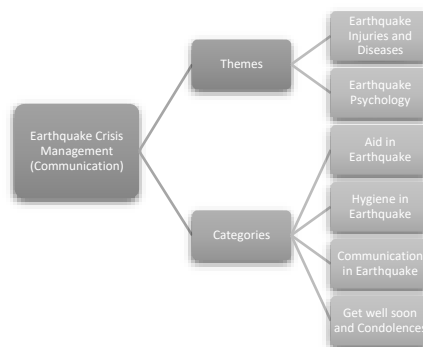 Earthquake Crisis
Management
(Communication)
Themes
Earthquake
Injuries and
Diseases
Earthquake
Psychology
Categories
Aid in
Earthquake
Hygiene in
Earthquake
Communication
in Earthquake
Get well soon
and Condolences